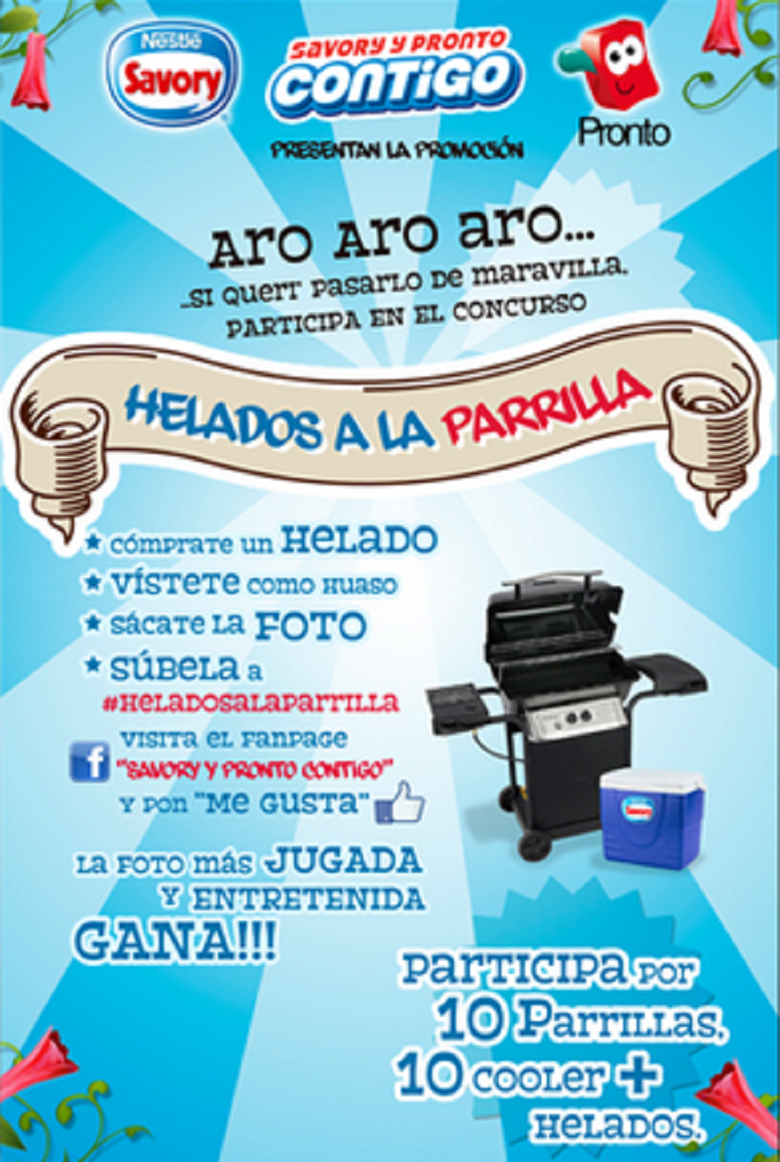 Nestlé
Savory
SAVORY Y PRONTO
CONTIGO
Pronto
PRESENTAN LA PROMOCIÓN
Aro Aro aro...
...SI QUERÍ PASARLO DE MARAVILLA,
PARTICIPA EN EL CONCURSO
HELADOS A LA PARRILLA
★ CÓMPRATE UN HELADO
★ VÍSTETE COMO HUASO
★ SÁCATE LA FOTO
★ SÚBELA A
#HELADOSALAPARRILLA
VISITA EL FANPAGE
f "SAVORY Y PRONTO CONTIGO"
Y PON "ME GUSTA"
Savory
LA FOTO MÁS JUGADA
Y ENTRETENIDA
GANA!!!
PARTICIPA POR
10 PARRILLAS,
10 COOLER +
HELADOS.